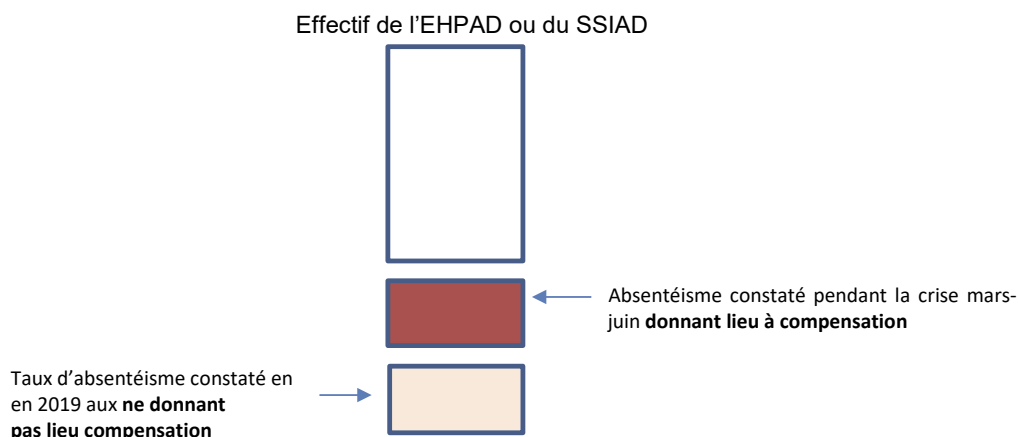 Effectif de l’EHPAD ou du SSIAD
Absentéisme constaté pendant la crise mars-
juin donnant lieu à compensation
Taux d’absentéisme constaté en
en 2019 aux ne donnant
pas lieu compensation